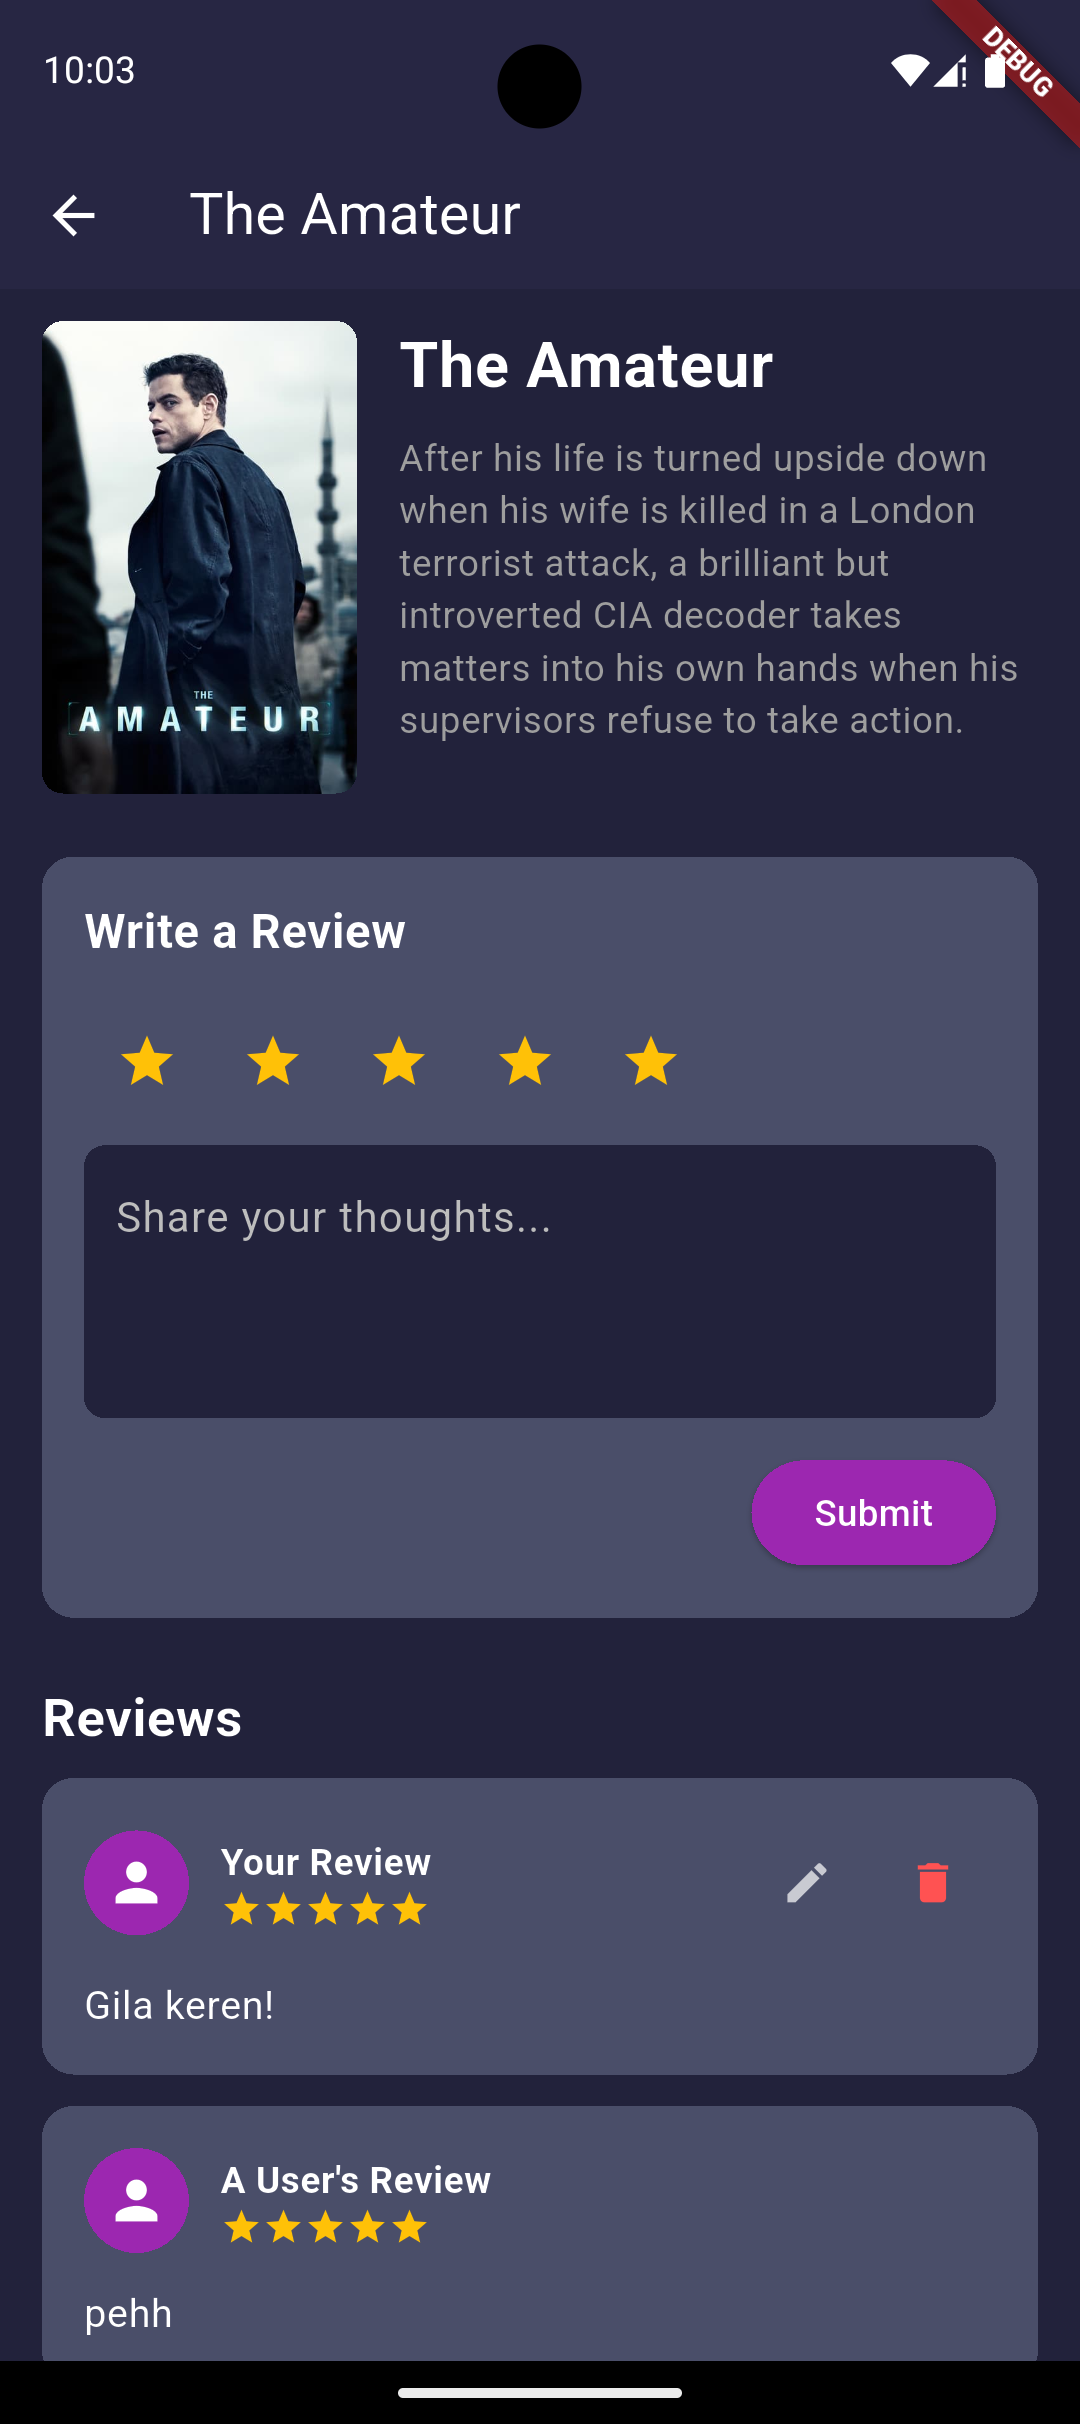 10:03
DEBUG
The Amateur
The Amateur
After his life is turned upside down
when his wife is killed in a London
terrorist attack, a brilliant but
introverted CIA decoder takes
matters into his own hands when his
supervisors refuse to take action.
THE
AMATEUR
Write a Review
Share your thoughts...
Submit
Reviews
Your Review
Gila keren!
A User's Review
pehh